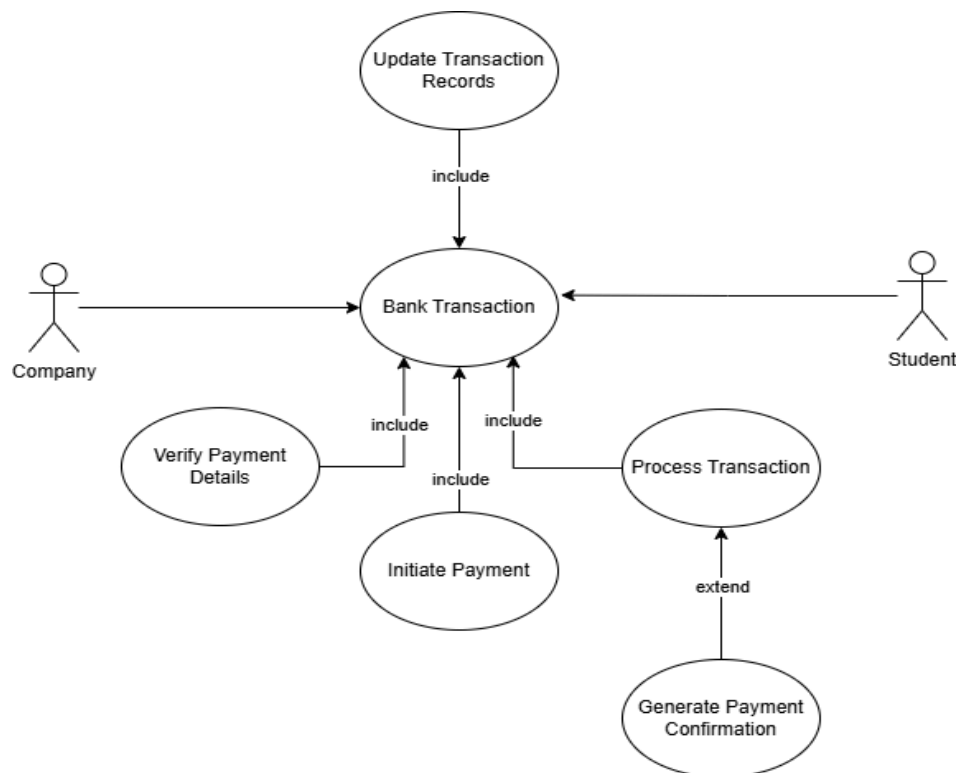 Update Transaction
Records
include
Bank Transaction
Company
Student
include
include
include
Verify Payment
Details
Process Transaction
Initiate Payment
extend
Generate Payment
Confirmation